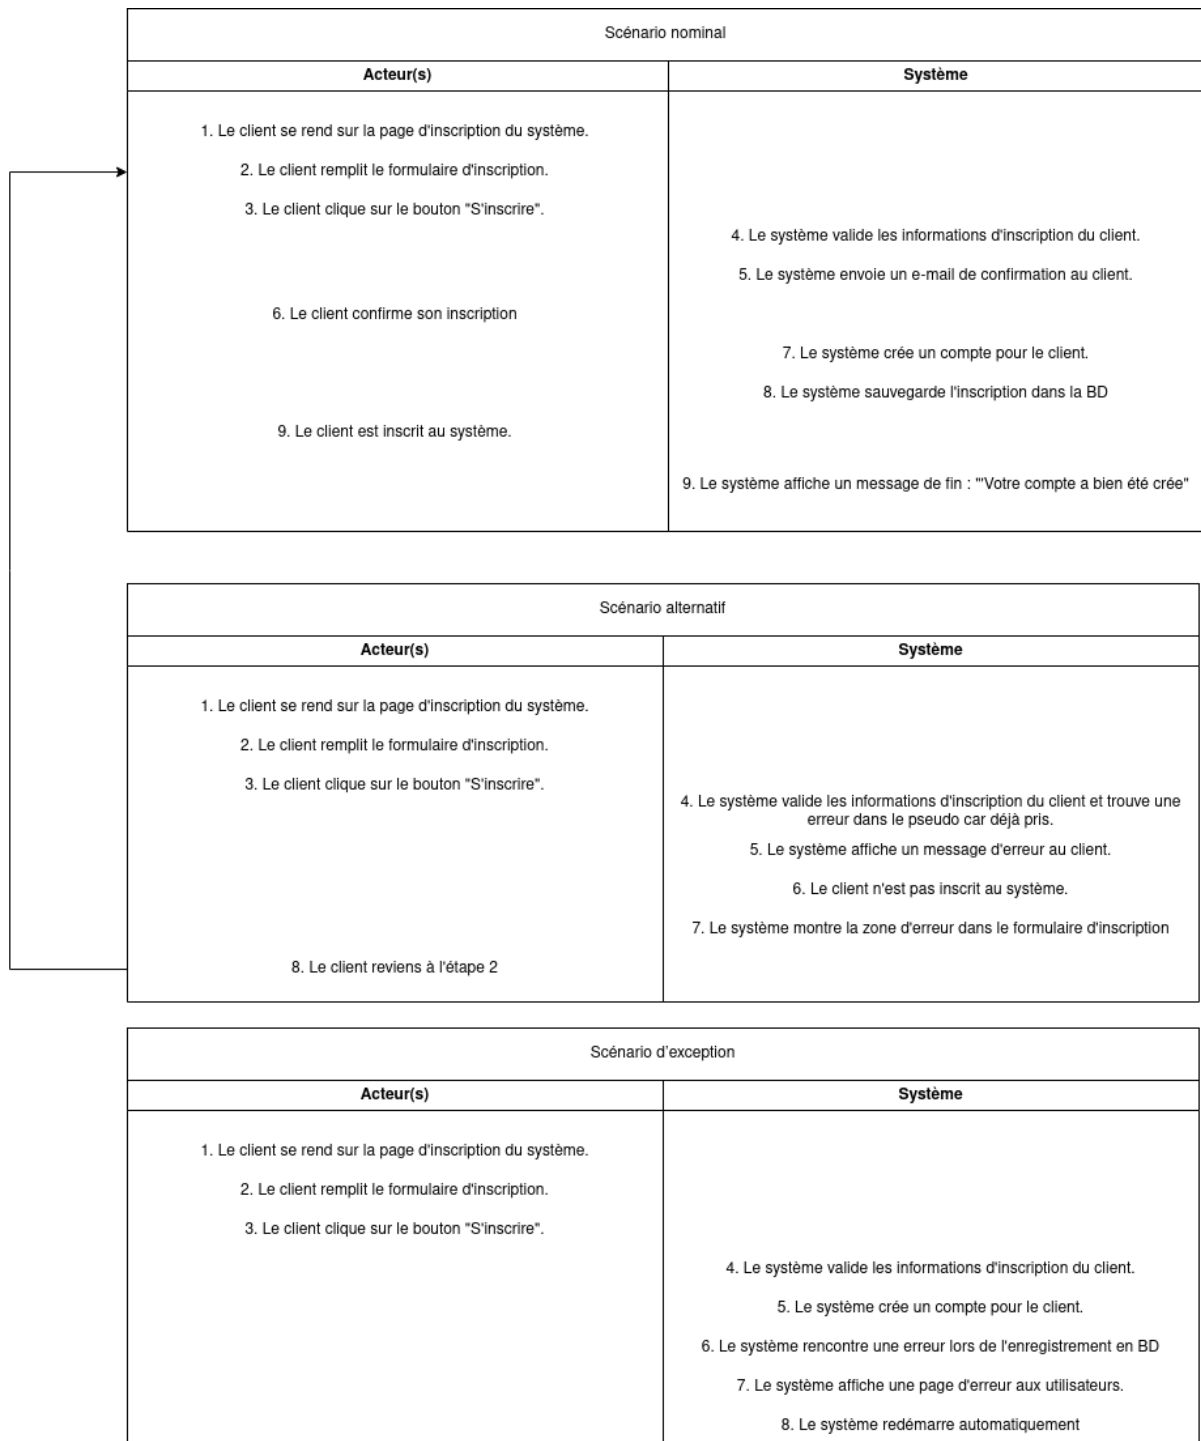 Scénario nominal
Acteur(s)
Système
1. Le client se rend sur la page d'inscription du système.
2. Le client remplit le formulaire d'inscription.
3. Le client clique sur le bouton "S'inscrire".
4. Le système valide les informations d'inscription du client.
5. Le système envoie un e-mail de confirmation au client.
6. Le client confirme son inscription
7. Le système crée un compte pour le client.
8. Le système sauvegarde l'inscription dans la BD
9. Le client est inscrit au système.
9. Le système affiche un message de fin : "'Votre compte a bien été crée"
Scénario alternatif
Acteur(s)
Système
1. Le client se rend sur la page d'inscription du système.
2. Le client remplit le formulaire d'inscription.
3. Le client clique sur le bouton "S'inscrire".
4. Le système valide les informations d'inscription du client et trouve une
erreur dans le pseudo car déjà pris.
5. Le système affiche un message d'erreur au client.
6. Le client n'est pas inscrit au système.
7. Le système montre la zone d'erreur dans le formulaire d'inscription
8. Le client reviens à l'étape 2
Scénario d'exception
Acteur(s)
Système
1. Le client se rend sur la page d'inscription du système.
2. Le client remplit le formulaire d'inscription.
3. Le client clique sur le bouton "S'inscrire".
4. Le système valide les informations d'inscription du client.
5. Le système crée un compte pour le client.
6. Le système rencontre une erreur lors de l'enregistrement en BD
7. Le système affiche une page d'erreur aux utilisateurs.
8. Le système redémarre automatiquement